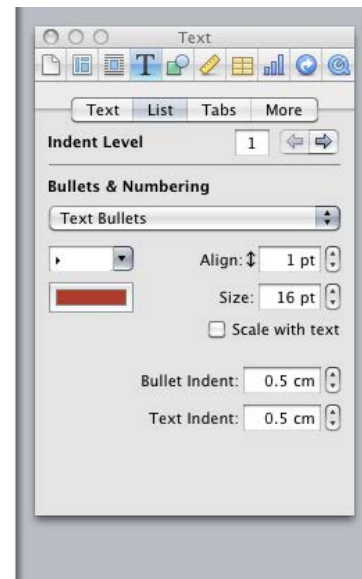 Text
T
Text List Tabs More
Indent Level 1
Bullets & Numbering
Text Bullets
Align: 1 pt
Size: 16 pt
Scale with text
Bullet Indent: 0.5 cm
Text Indent: 0.5 cm